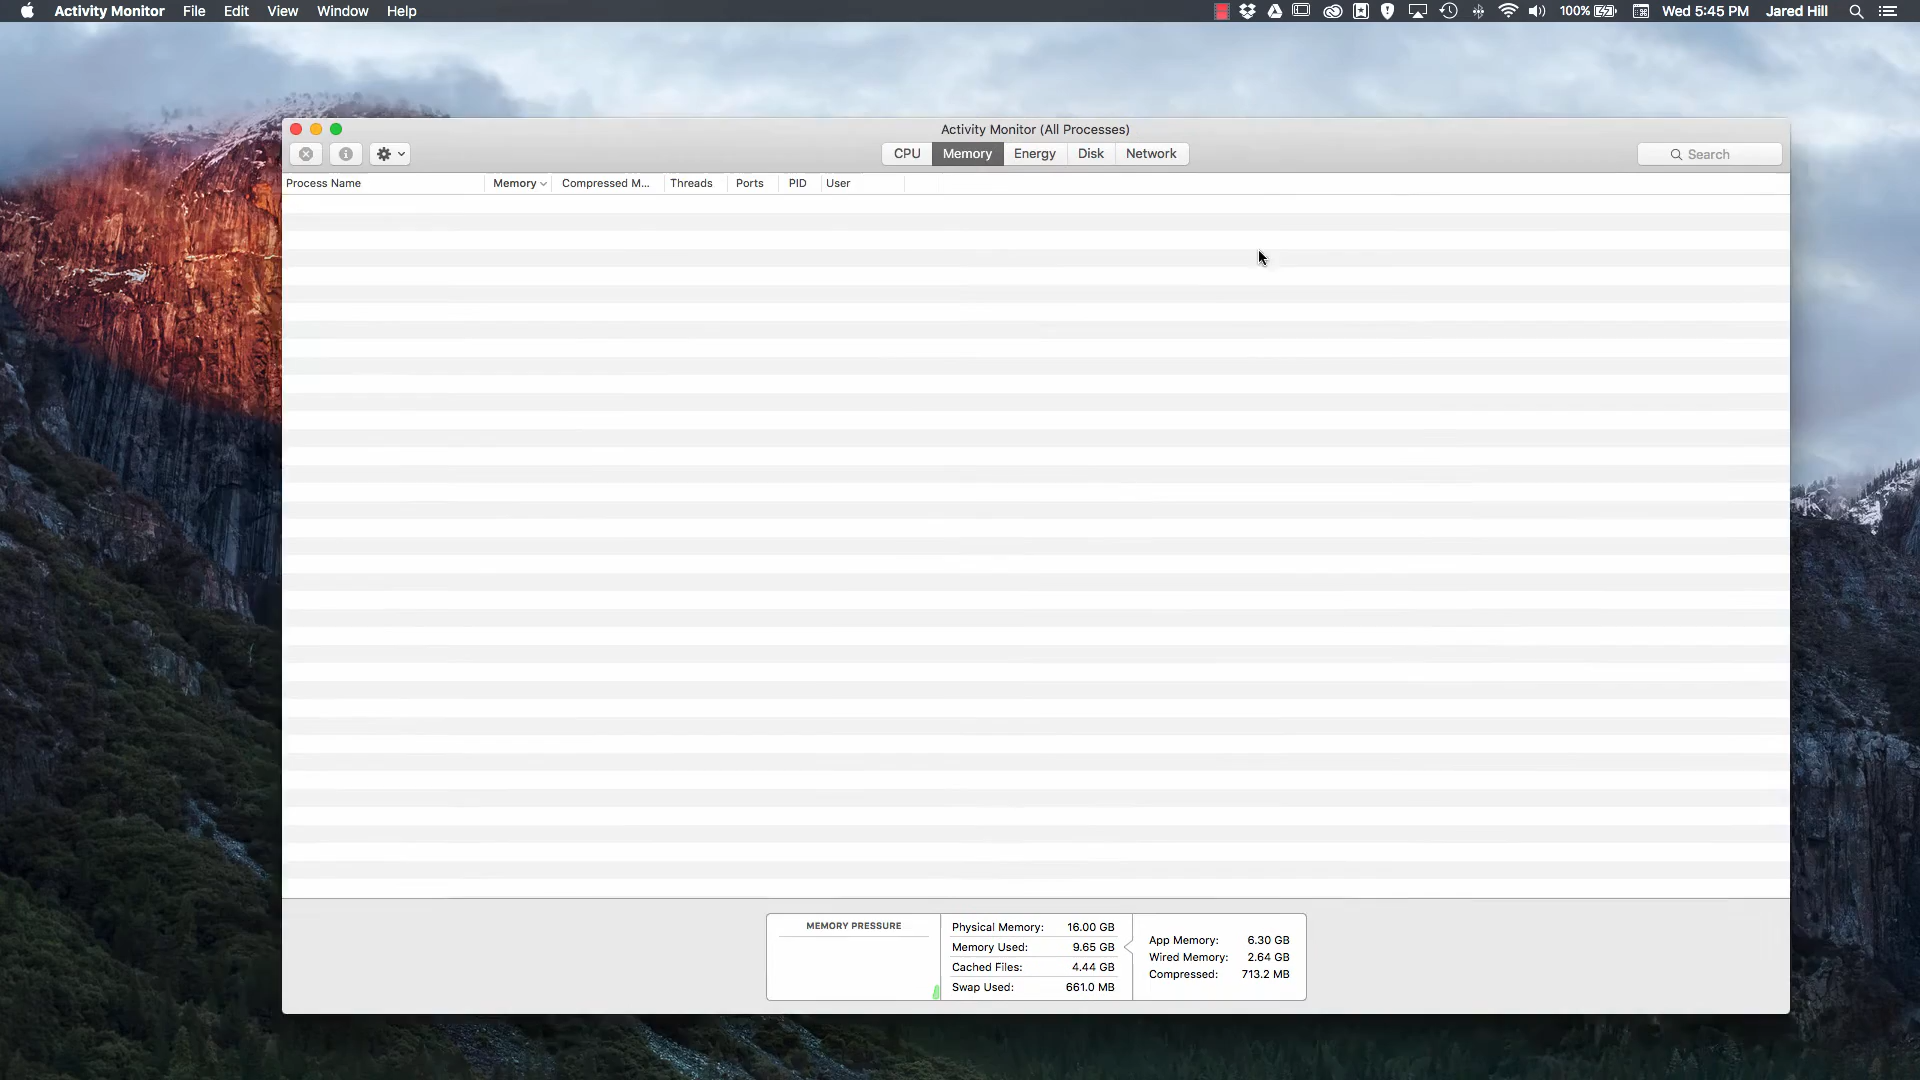 Activity Monitor File Edit View Window Help 100% Wed 5:45 PM Jared Hill
Activity Monitor (All Processes)
CPU Memory Energy Disk Network Search
Process Name Memory Compressed M... Threads Ports PID User
MEMORY PRESSURE
Physical Memory: 16.00 GB
Memory Used: 9.65 GB
Cached Files: 4.44 GB
Swap Used: 661.0 MB
App Memory: 6.30 GB
Wired Memory: 2.64 GB
Compressed: 713.2 MB